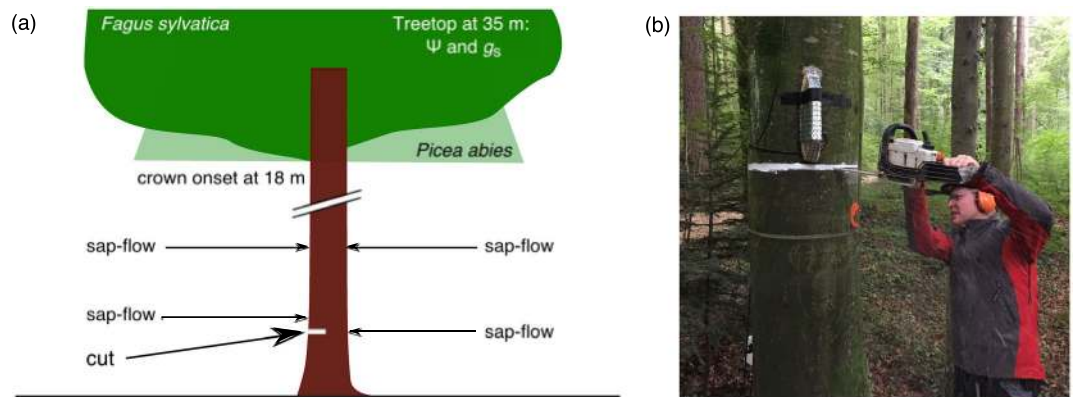 (a)
Fagus sylvatica
Treetop at 35 m:
Ψ and gs
Picea abies
crown onset at 18 m
sap-flow
sap-flow
sap-flow
sap-flow
cut
(b)